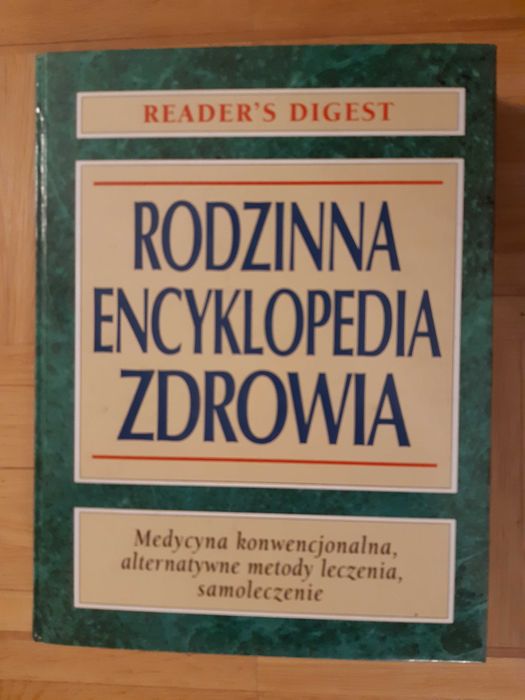 READER'S DIGEST
RODZINNA
ENCYKLOPEDIA
ZDROWIA
Medycyna konwencjonalna,
alternatywne metody leczenia,
samoleczenie